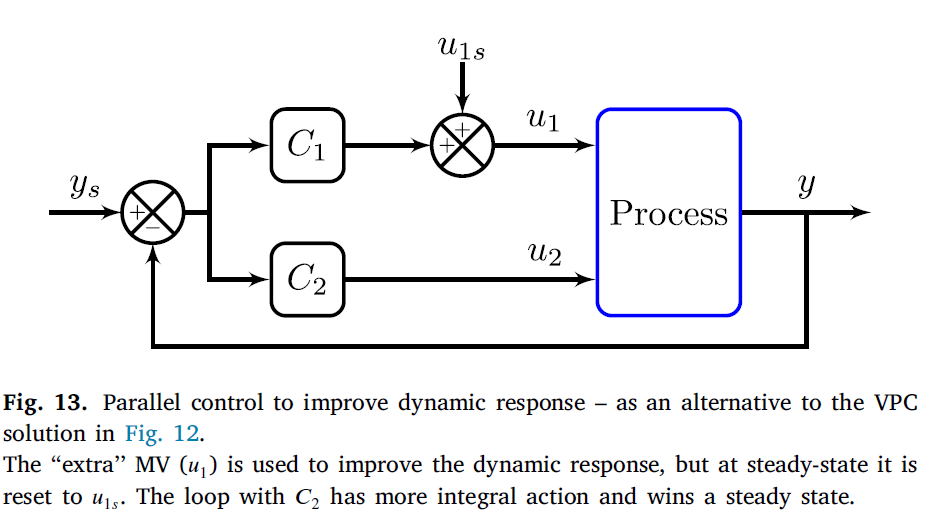 u1s
u1
C1
ys
y
+
+
+
−
Process
u2
C2
Fig. 13. Parallel control to improve dynamic response – as an alternative to the VPC
solution in Fig. 12.
The “extra’’ MV (u1) is used to improve the dynamic response, but at steady-state it is
reset to u1s. The loop with C2 has more integral action and wins a steady state.